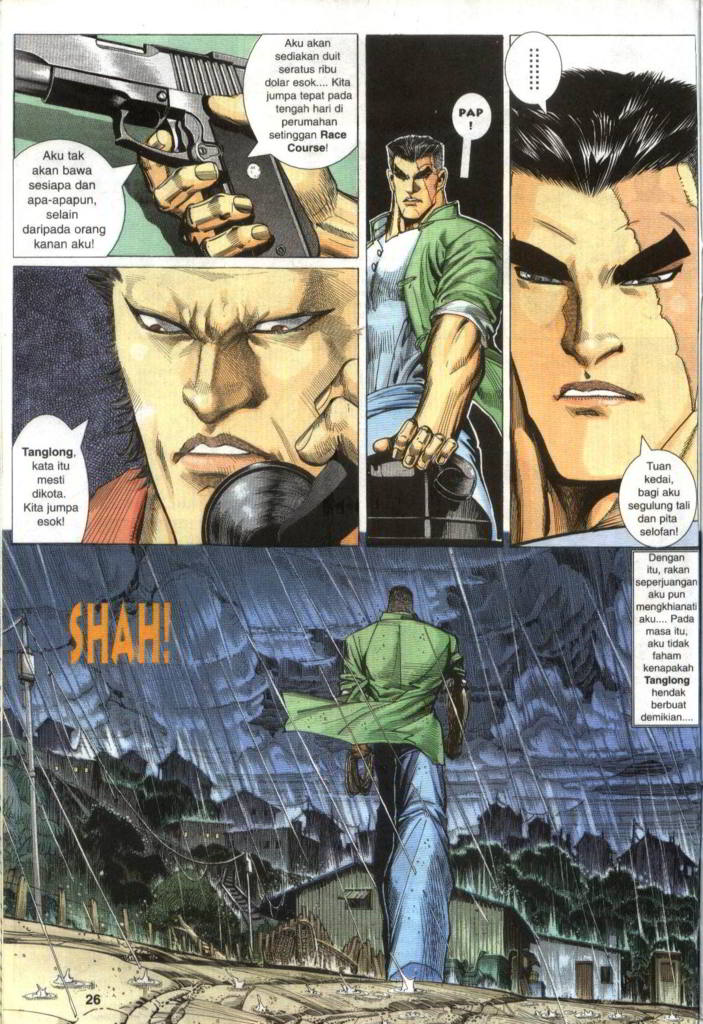 Aku akan
sediakan duit
seratus ribu
dolar esok.... Kita
jumpa tepat pada
tengah hari di
perumahan
setinggan Race
Course!
Aku tak
akan bawa
sesiapa dan
apa-apapun,
selain
daripada orang
kanan aku!
Tanglong,
kata itu
mesti
dikota.
Kita jumpa
esok!
PAP
!
Tuan
kedai,
bagi aku
segulung tali
dan pita
selofan!
SHAH!
Dengan
itu, rakan
seperjuangan
aku pun
mengkhianati
aku.... Pada
masa itu,
aku tidak
faham
kenapakah
Tanglong
hendak
berbuat
demikian....
26